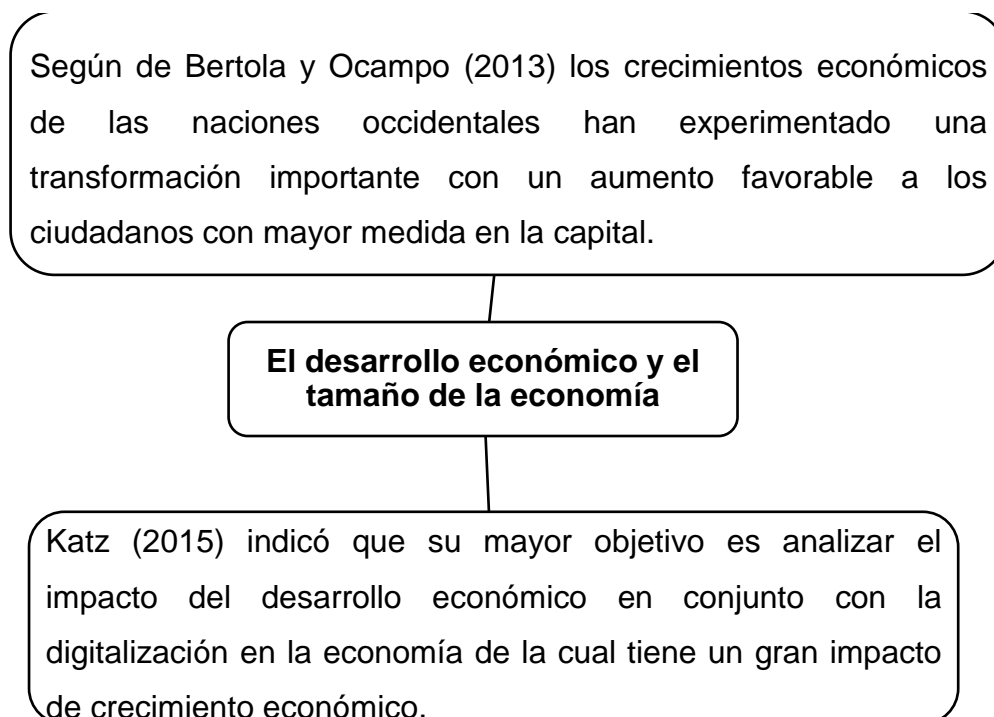 Según de Bertola y Ocampo (2013) los crecimientos económicos
de las naciones occidentales han experimentado una
transformación importante con un aumento favorable a los
ciudadanos con mayor medida en la capital.
El desarrollo económico y el
tamaño de la economía
Katz (2015) indicó que su mayor objetivo es analizar el
impacto del desarrollo económico en conjunto con la
digitalización en la economía de la cual tiene un gran impacto
de crecimiento económico.